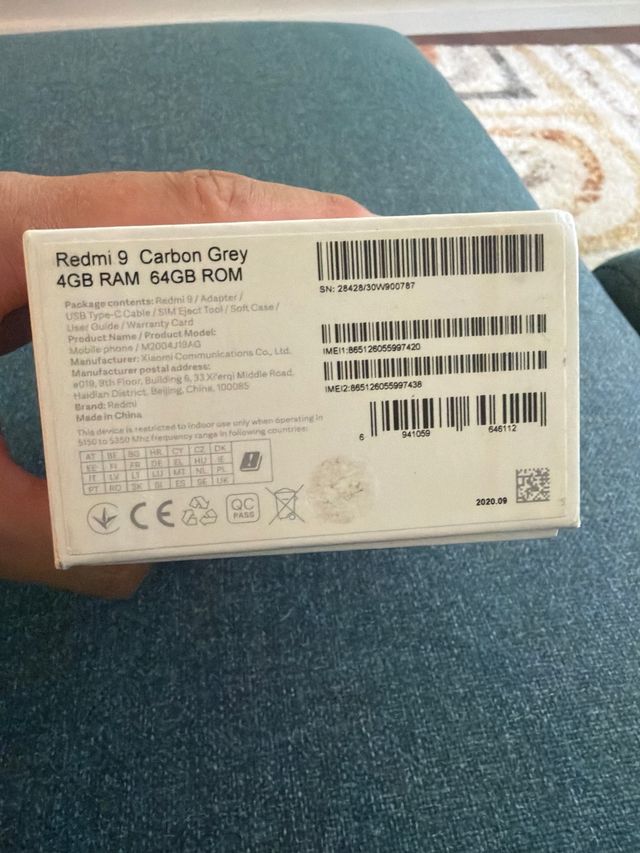 Redmi 9 Carbon Grey
4GB RAM 64GB ROM
Package contents: Redmi 9 / Adapter /
USB Type-C Cable / SIM Eject Tool / Soft Case /
User Guide / Warranty Card
Product Name / Product Model:
Mobile phone / M2004J19AG
Manufacturer: Xiaomi Communications Co., Ltd.
Manufacturer postal address:
#019, 9th Floor, Building 6, 33 Xi'erqi Middle Road,
Haidian District, Beijing, China, 100085
Brand: Redmi
Made in China
This device is restricted to indoor use only when operating in
5150 to 5350 Mhz frequency range in following countries:
AT BE BG HR CY CZ DK
EE FI FR DE EL HU IE
IT LV LT LU MT NL PL
PT RO SK SI ES SE UK
CE
QC
PASS
SN: 28428/30W900787
IMEI1:865126055997420
IMEI2:865126055997438
6 941059 646112
2020.09